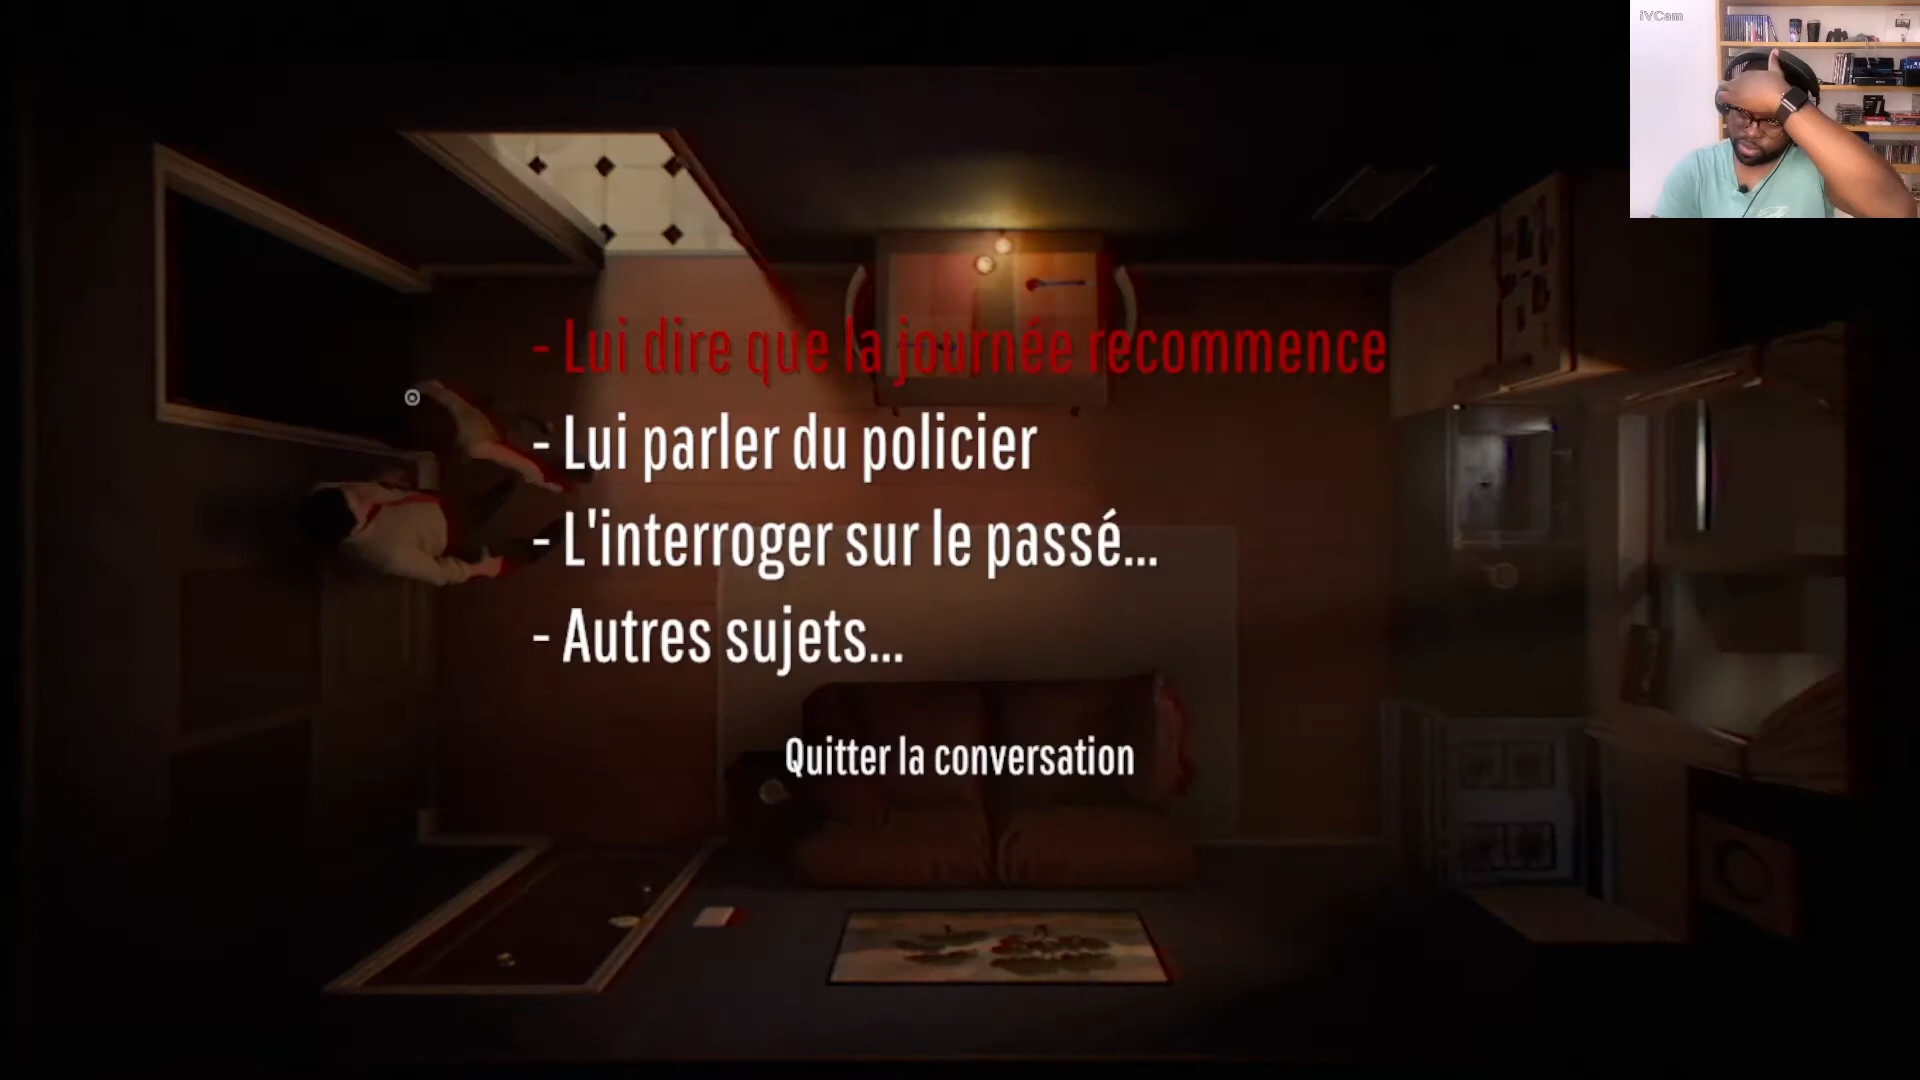 iVCam
- Lui dire que la journée recommence
- Lui parler du policier
- L'interroger sur le passé...
- Autres sujets...
Quitter la conversation